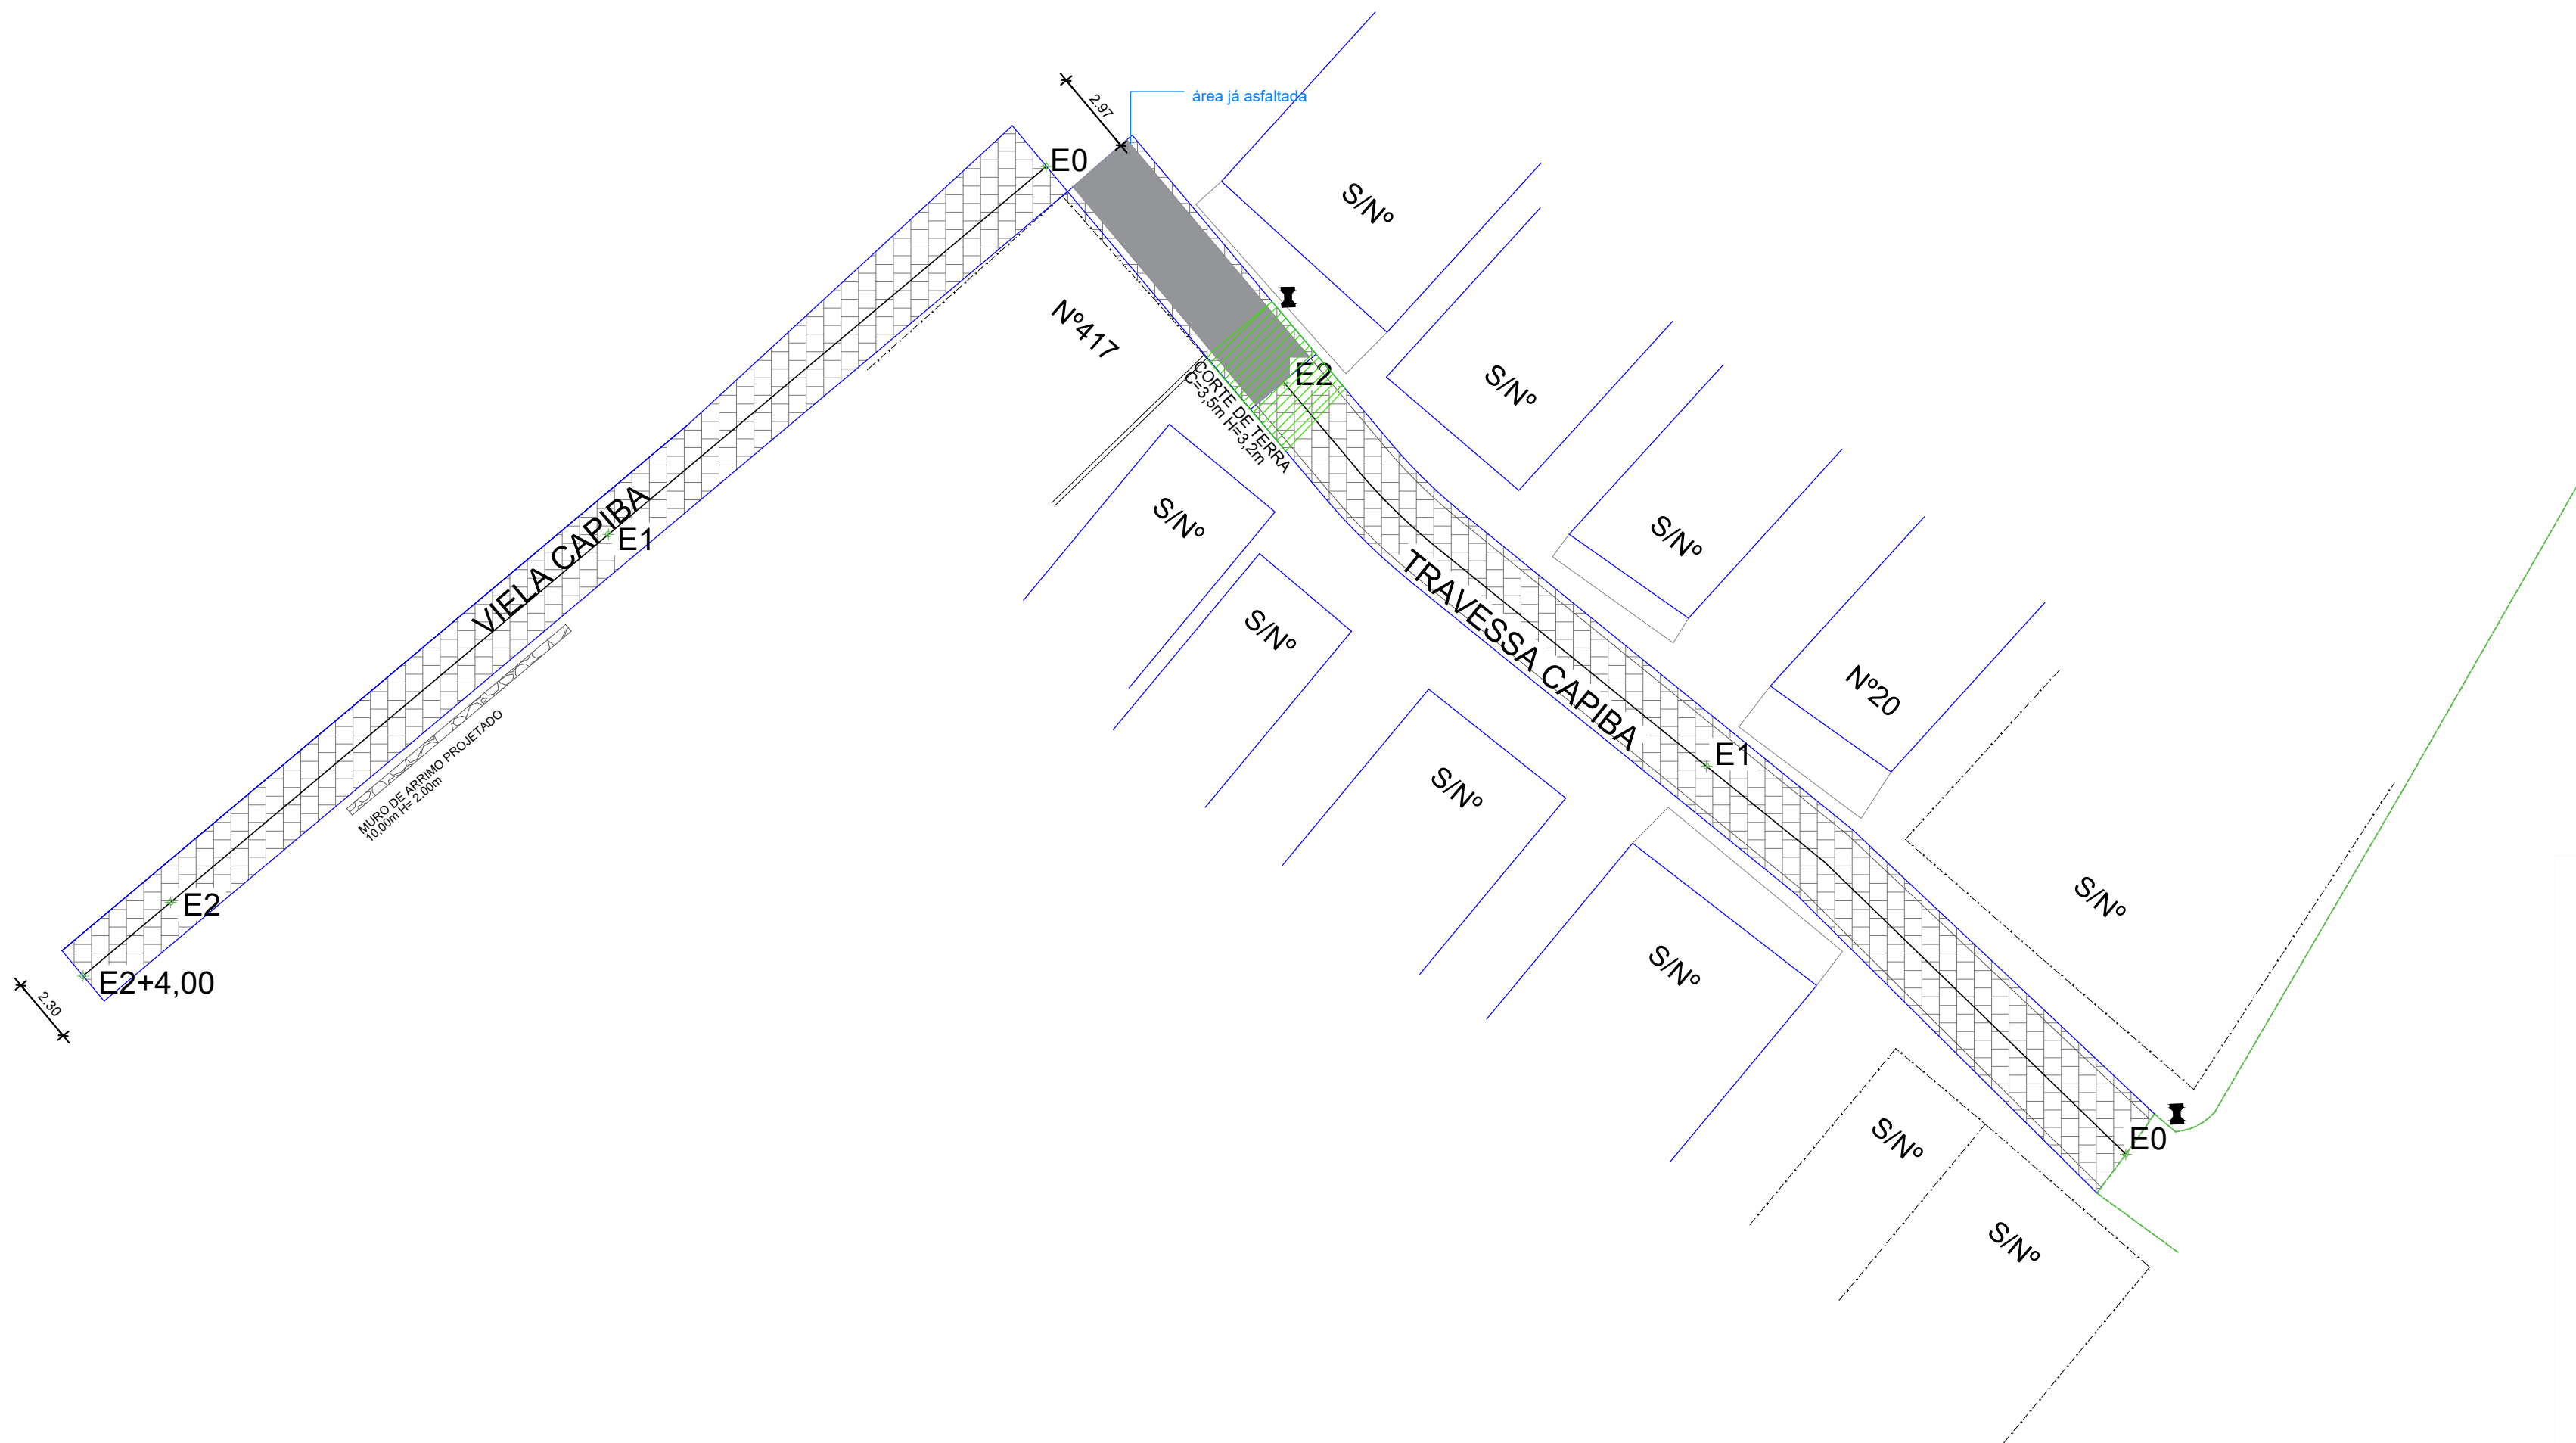 área já asfaltada
2.97
E0
S/Nº
Nº417
E2
CORTE DE TERRA
C=3,5m H=3,2m
S/Nº
S/Nº
S/Nº
VIELA CAPIBA
E1
TRAVESSA CAPIBA
S/Nº
Nº20
E1
MURO DE ARRIMO PROJETADO
10,00m H= 2,00m
S/Nº
S/Nº
E2
S/Nº
E2+4,00
2.30
S/Nº
E0
S/Nº